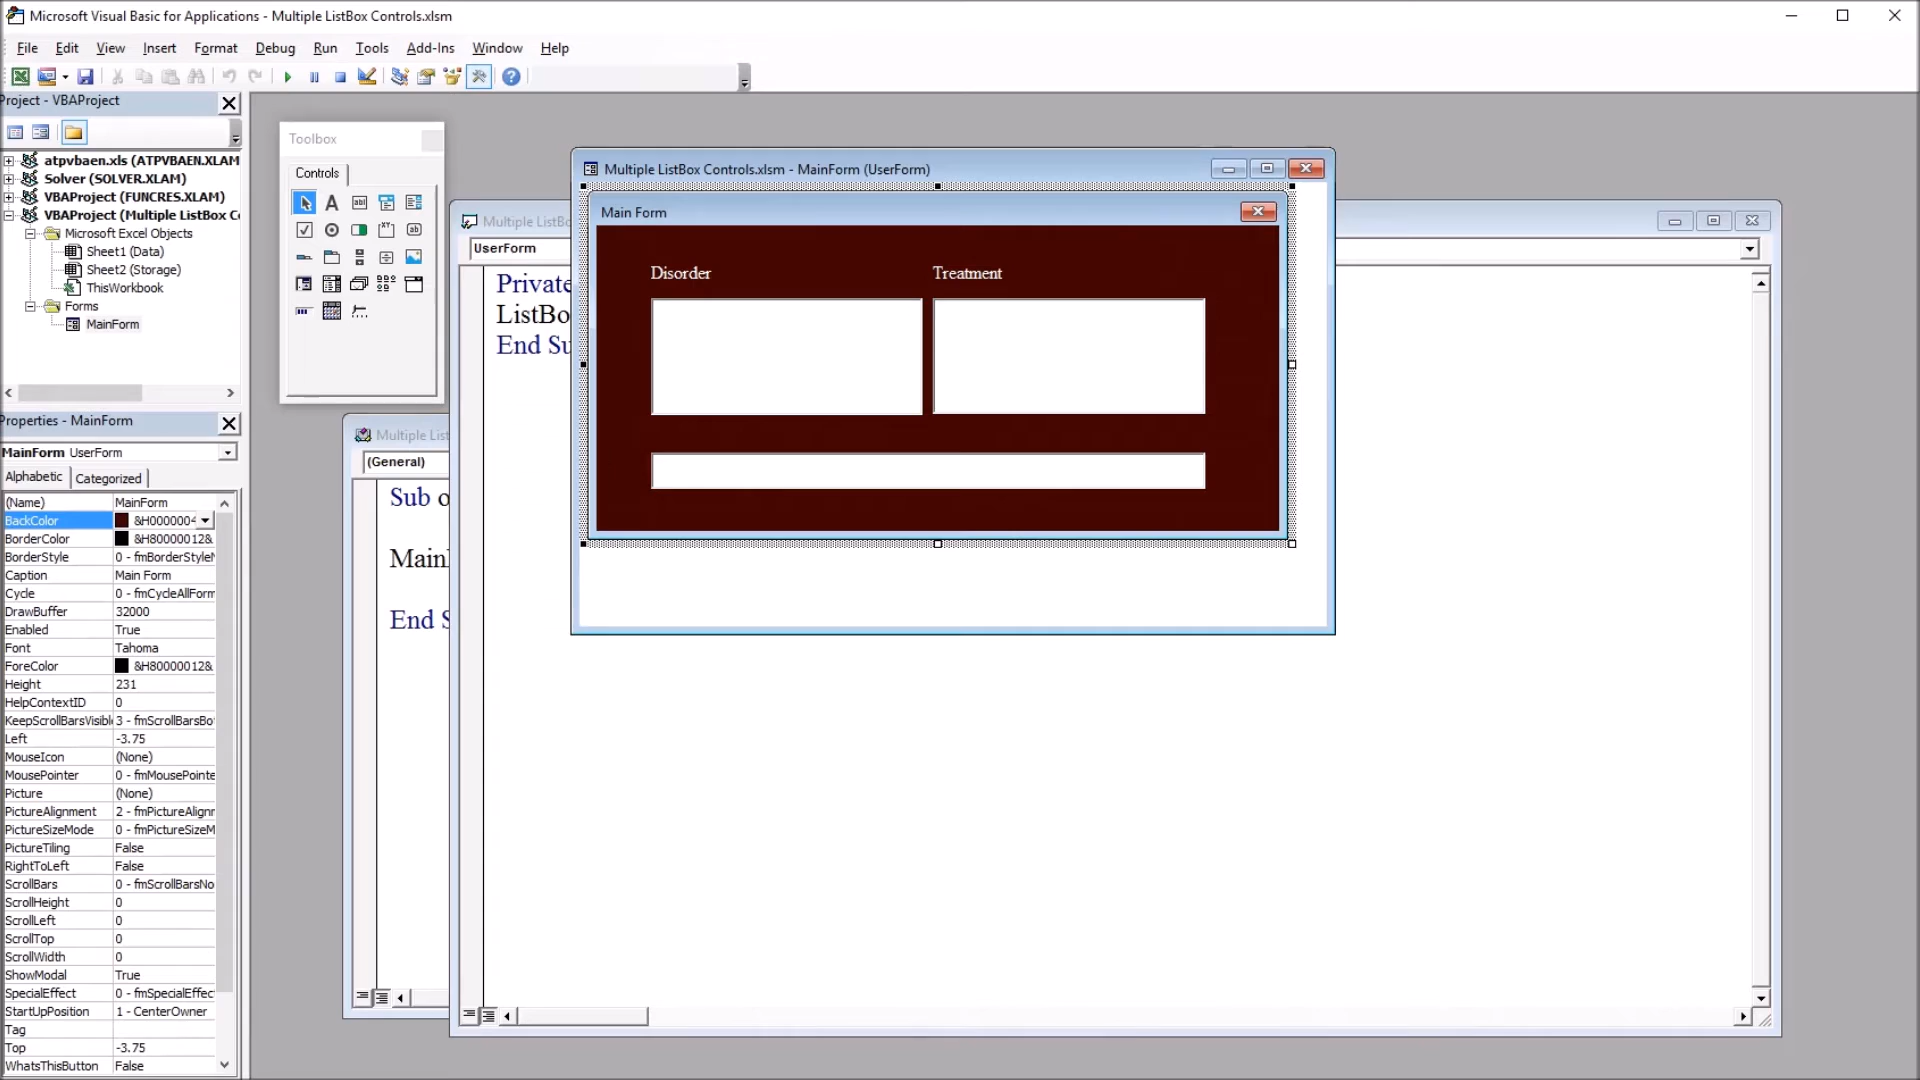 Microsoft Visual Basic for Applications - Multiple ListBox Controls.xlsm
File Edit View Insert Format Debug Run Tools Add-Ins Window Help
Project - VBAProject
atpvbaen.xls (ATPVBAEN.XLAM
Solver (SOLVER.XLAM)
VBAProject (FUNCRES.XLAM)
VBAProject (Multiple ListBox Co
Microsoft Excel Objects
Sheet1 (Data)
Sheet2 (Storage)
ThisWorkbook
Forms
MainForm
Properties - MainForm
MainForm UserForm
Alphabetic Categorized
(Name) MainForm
BackColor &H0000004
BorderColor &H80000012&
BorderStyle 0 - fmBorderStyleN
Caption Main Form
Cycle 0 - fmCycleAllForm
DrawBuffer 32000
Enabled True
Font Tahoma
ForeColor &H80000012&
Height 231
HelpContextID 0
KeepScrollBarsVisible 3 - fmScrollBarsBo
Left -3.75
MouseIcon (None)
MousePointer 0 - fmMousePointe
Picture (None)
PictureAlignment 2 - fmPictureAlignm
PictureSizeMode 0 - fmPictureSizeM
PictureTiling False
RightToLeft False
ScrollBars 0 - fmScrollBarsNo
ScrollHeight 0
ScrollLeft 0
ScrollTop 0
ScrollWidth 0
ShowModal True
SpecialEffect 0 - fmSpecialEffect
StartUpPosition 1 - CenterOwner
Tag
Top -3.75
WhatsThisButton False
Toolbox
Controls
Multiple List
(General)
Sub o
MainF
End S
Multiple ListBo
UserForm
Private
ListBo
End Su
Multiple ListBox Controls.xlsm - MainForm (UserForm)
Main Form
Disorder Treatment